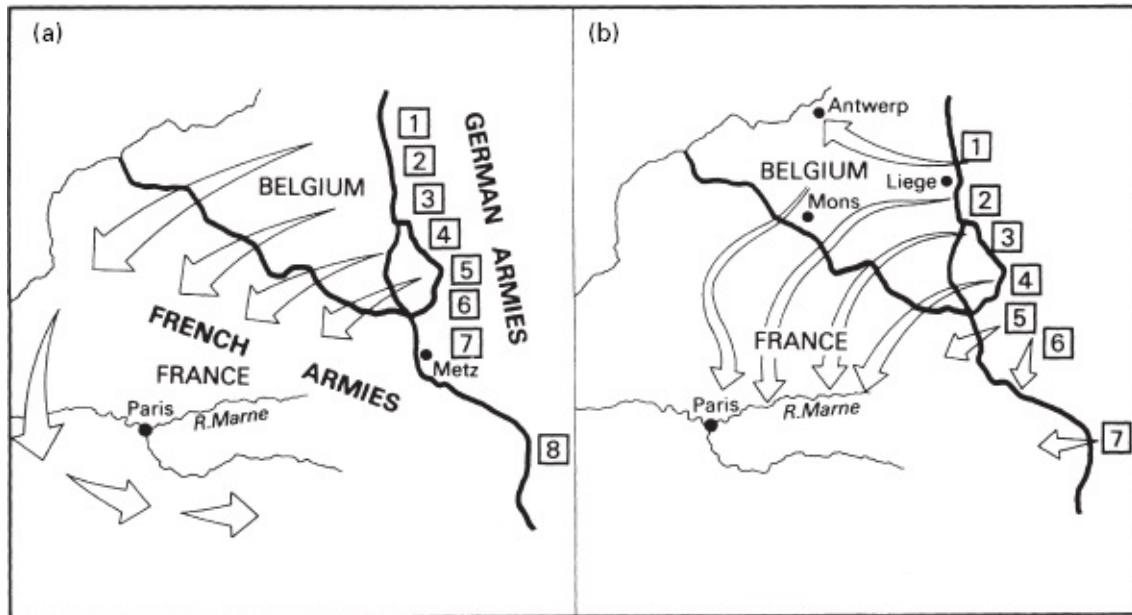 (a)
1
2
3
4
5
6
7
8
GERMAN ARMIES
BELGIUM
FRENCH
ARMIES
FRANCE
Metz
Paris
R.Marne
(b)
Antwerp
1
BELGIUM
Liege
Mons
2
3
4
5
6
FRANCE
Paris
R.Marne
7